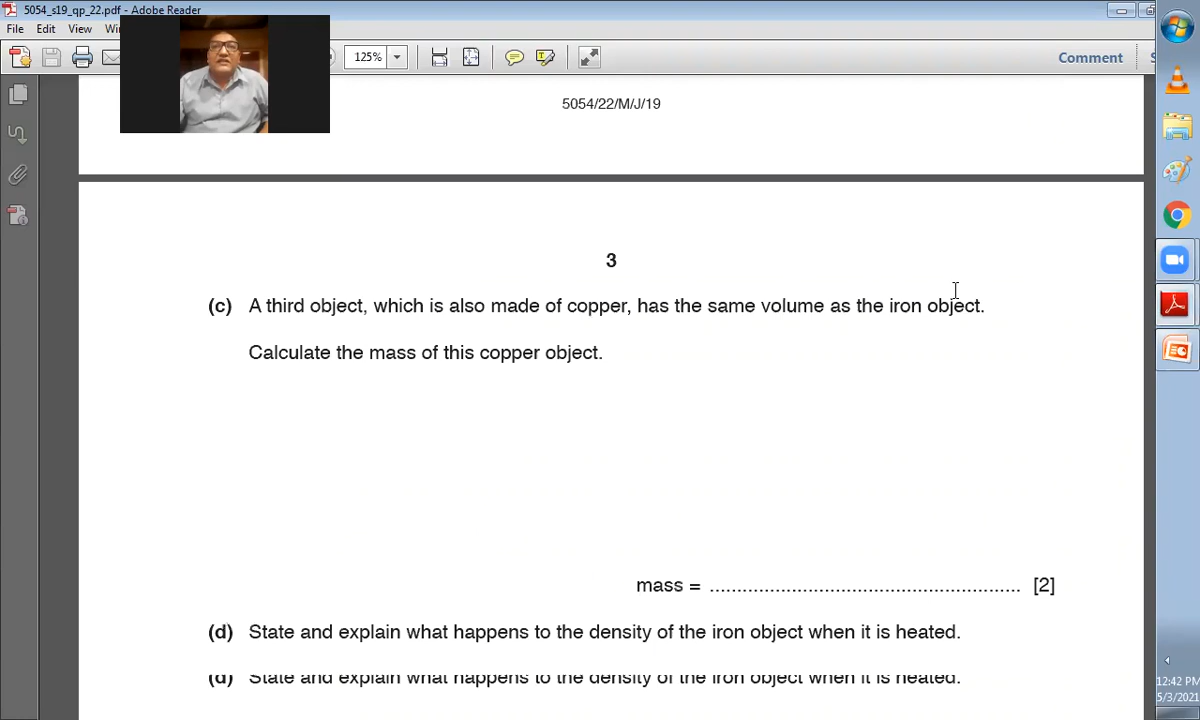 5054_s19_qp_22.pdf - Adobe Reader
File Edit View
125%
Comment
5054/22/M/J/19
3
(c) A third object, which is also made of copper, has the same volume as the iron object.
Calculate the mass of this copper object.
mass = ........................................................... [2]
(d) State and explain what happens to the density of the iron object when it is heated.
(d) State and explain what happens to the density of the iron object when it is heated.
12:42 PM
5/3/2021